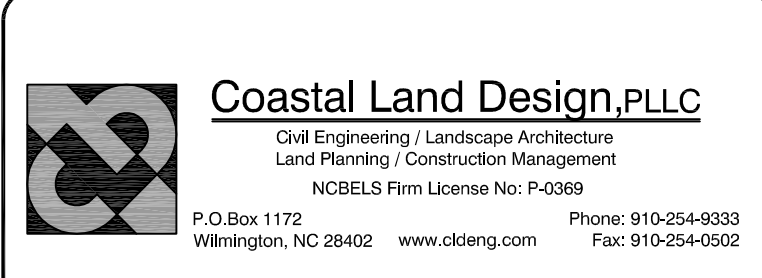 Coastal Land Design,PLLC
Civil Engineering / Landscape Architecture
Land Planning / Construction Management
NCBELS Firm License No: P-0369
P.O.Box 1172 Phone: 910-254-9333
Wilmington, NC 28402 www.cldeng.com Fax: 910-254-0502